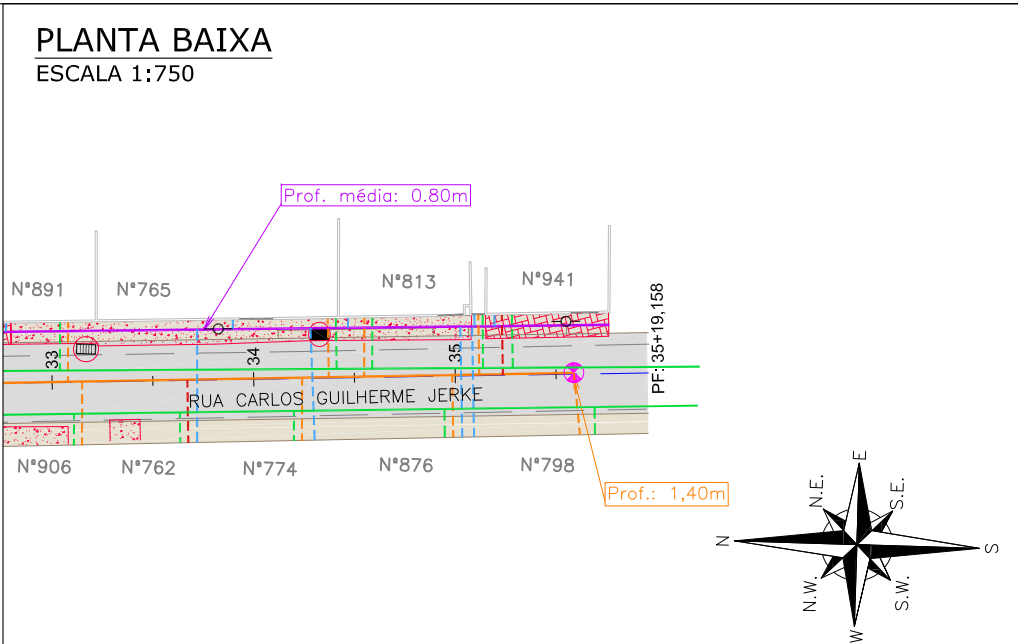 PLANTA BAIXA
ESCALA 1:750
Prof. média: 0.80m
N°891
N°765
N°813
N°941
33
34
35
PF: 35+19,158
RUA CARLOS GUILHERME JERKE
N°906
N°762
N°774
N°876
N°798
Prof.: 1,40m
N
N.E.
E
S.E.
S
S.W.
W
N.W.